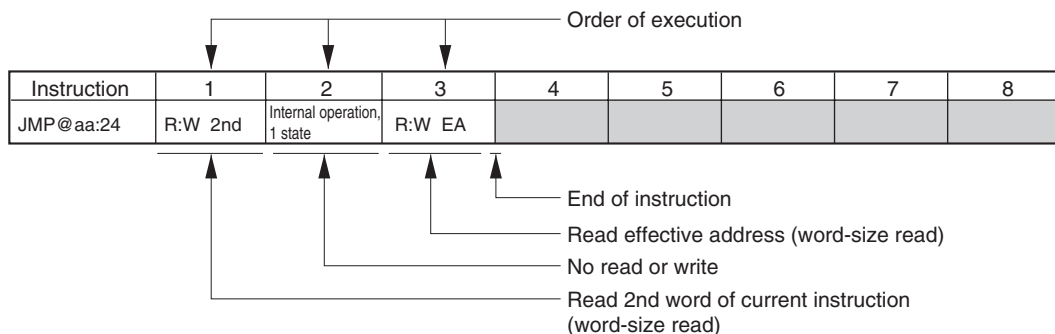 Order of execution
Instruction 1 2 3 4 5 6 7 8
JMP@aa:24 R:W 2nd Internal operation, 1 state R:W EA
End of instruction
Read effective address (word-size read)
No read or write
Read 2nd word of current instruction
(word-size read)